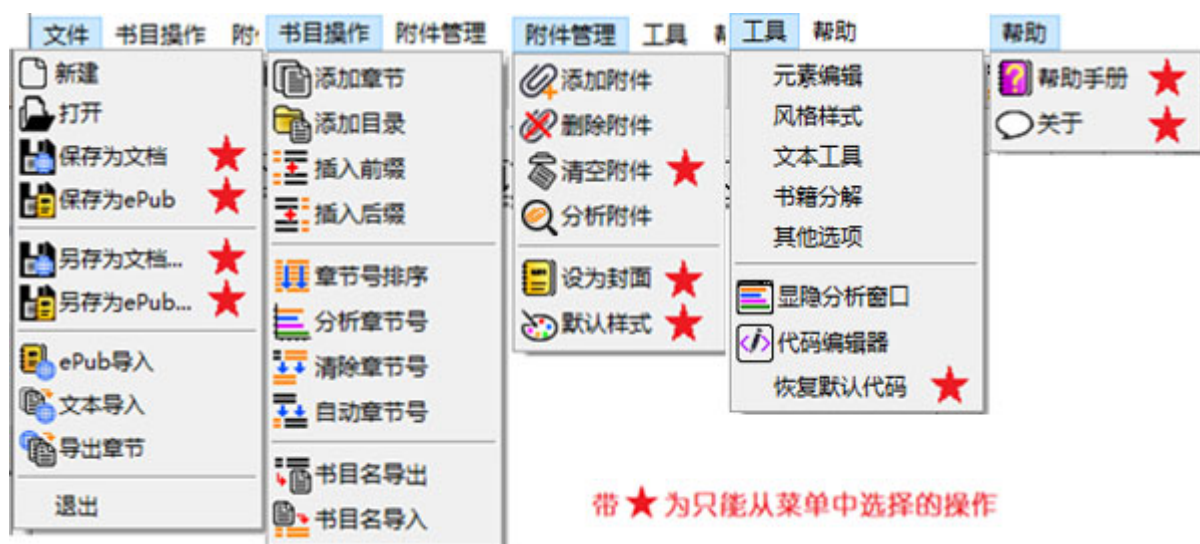 文件 书目操作
新建
打开
保存为文档
保存为ePub
另存为文档...
另存为ePub...
ePub导入
文本导入
导出章节
退出
书目操作 附件管理
添加章节
添加目录
插入前缀
插入后缀
章节号排序
分析章节号
清除章节号
自动章节号
书目名导出
书目名导入
附件管理 工具
添加附件
删除附件
清空附件
分析附件
设为封面
默认样式
工具 帮助
元素编辑
风格样式
文本工具
书籍分解
其他选项
显隐分析窗口
代码编辑器
恢复默认代码
帮助
帮助手册
关于
带★为只能从菜单中选择的操作